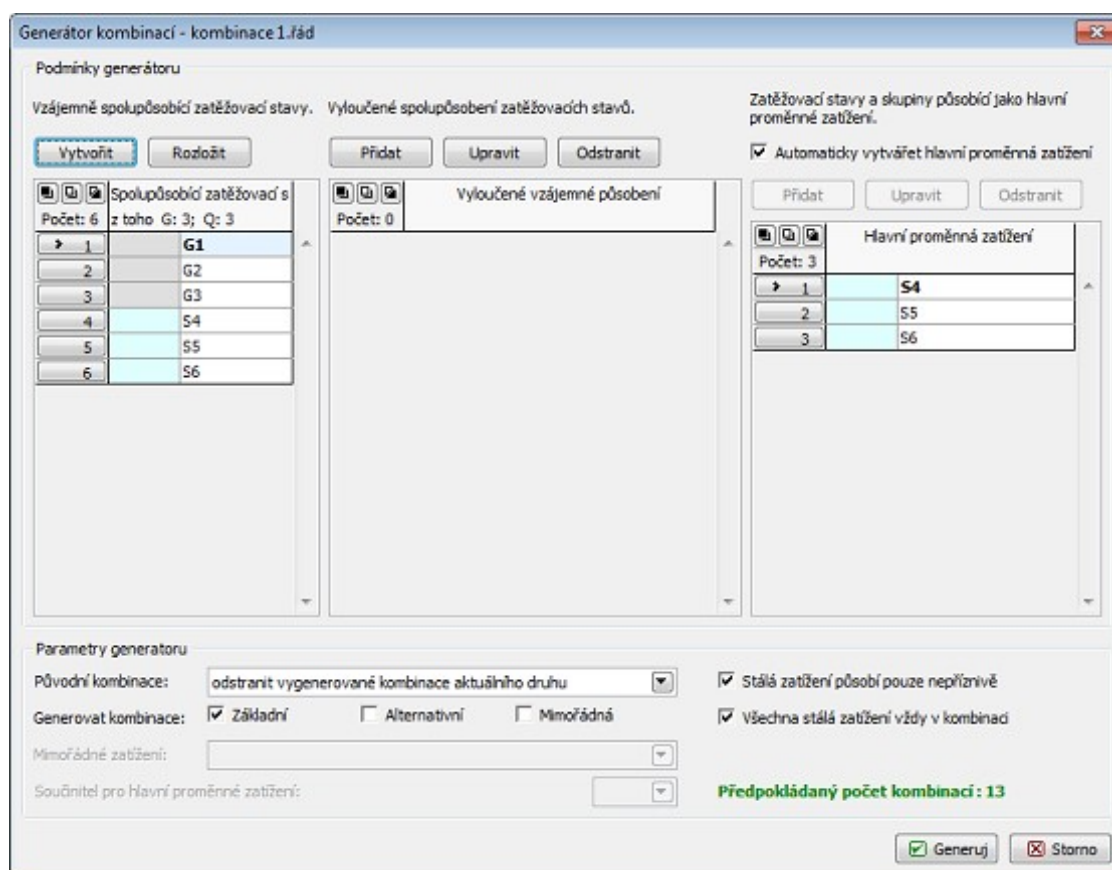 Generátor kombinací - kombinace 1.řád
Podmínky generátoru
Vzájemně spolupůsobící zatěžovací stavy.
Vytvořit Rozložit
Spolupůsobící zatěžovací s
Počet: 6 z toho G: 3; Q: 3
1 G1
2 G2
3 G3
4 S4
5 S5
6 S6
Vyloučené spolupůsobení zatěžovacích stavů.
Přidat Upravit Odstranit
Vyloučené vzájemné působení
Počet: 0
Zatěžovací stavy a skupiny působící jako hlavní
proměnné zatížení.
Automaticky vytvářet hlavní proměnná zatížení
Přidat Upravit Odstranit
Hlavní proměnná zatížení
Počet: 3
1 S4
2 S5
3 S6
Parametry generatoru
Původní kombinace: odstranit vygenerované kombinace aktuálního druhu
Stálá zatížení působí pouze nepříznivě
Generovat kombinace: Základní Alternativní Mimořádná
Všechna stálá zatížení vždy v kombinaci
Mimořádné zatížení:
Součinitel pro hlavní proměnné zatížení:
Předpokládaný počet kombinací : 13
Generuj Storno